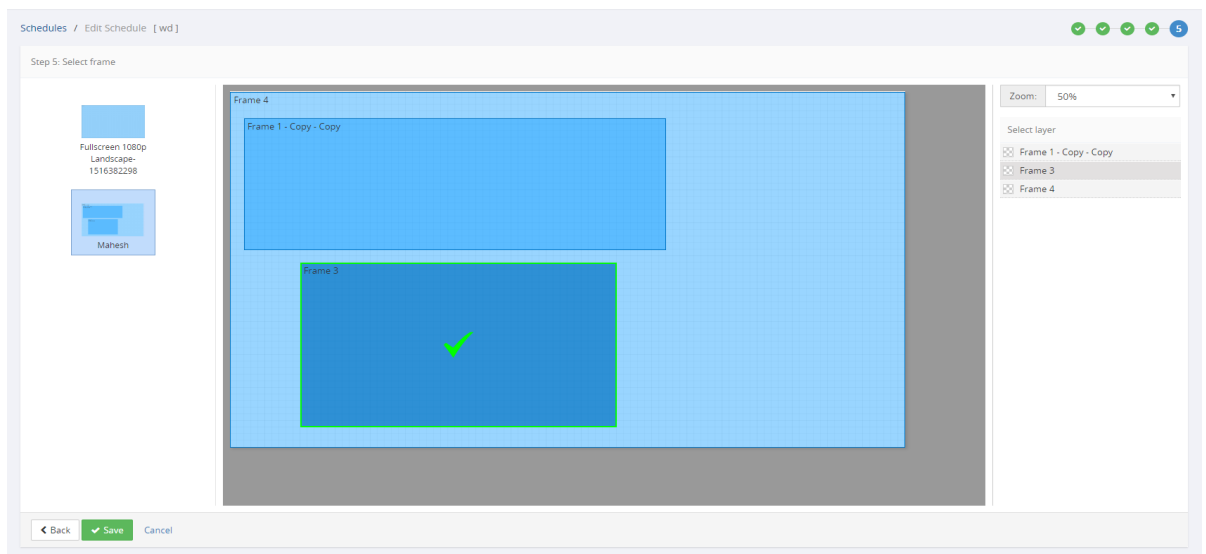 Schedules / Edit Schedule [ wd ]
5
Step 5: Select frame
Fullscreen 1080p
Landscape-
1516382298
Mahesh
Frame 4
Frame 1 - Copy - Copy
Frame 3
Zoom: 50%
Select layer
Frame 1 - Copy - Copy
Frame 3
Frame 4
Back Save Cancel